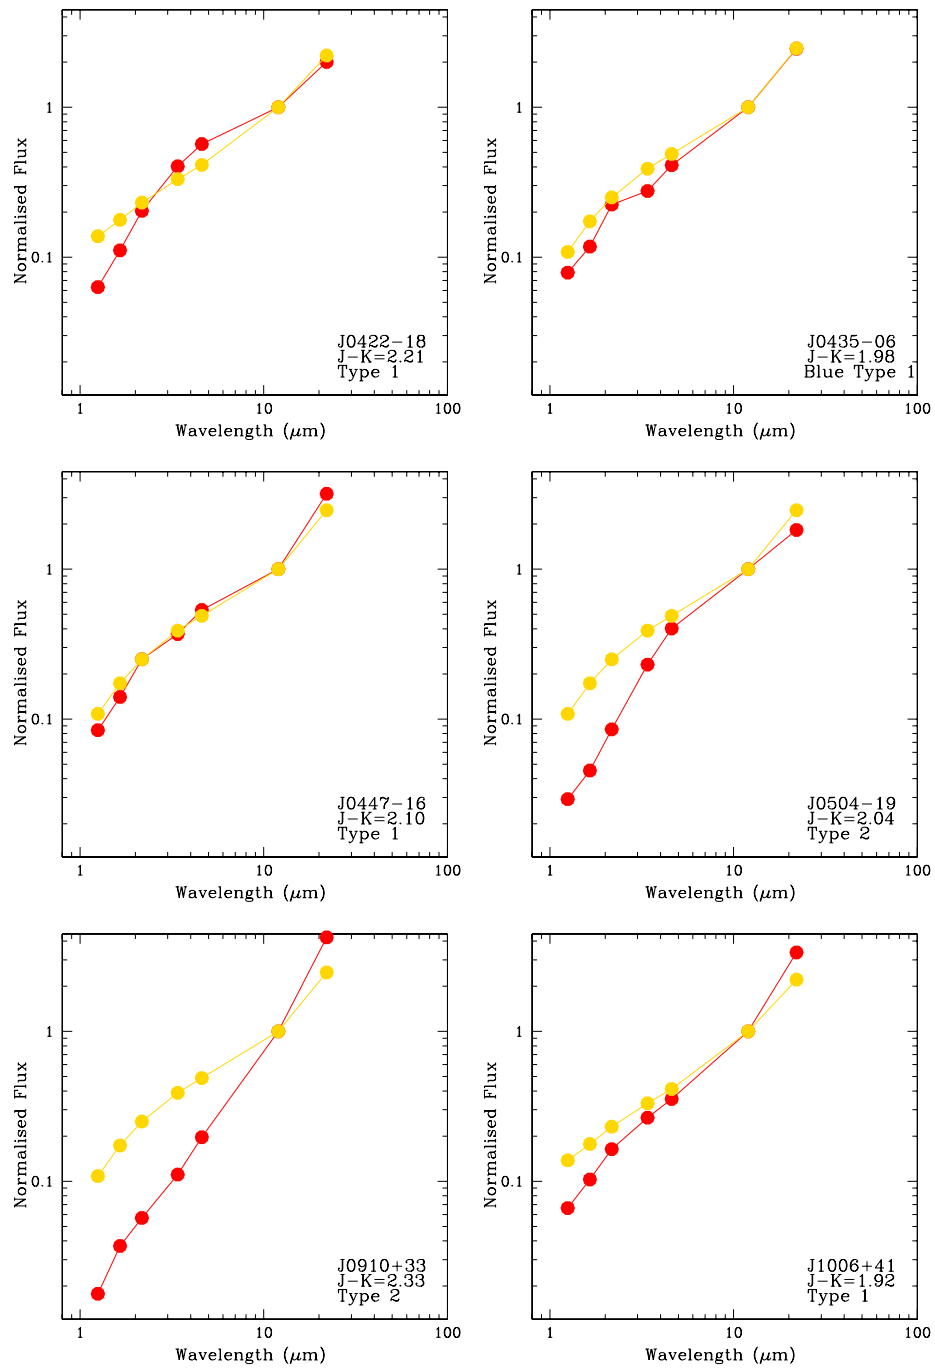 1
0.1
Normalised Flux
J0422−18
J−K=2.21
Type 1
1
10
100
Wavelength (μm)
1
0.1
Normalised Flux
J0435−06
J−K=1.98
Blue Type 1
1
10
100
Wavelength (μm)
1
0.1
Normalised Flux
J0447−16
J−K=2.10
Type 1
1
10
100
Wavelength (μm)
1
0.1
Normalised Flux
J0504−19
J−K=2.04
Type 2
1
10
100
Wavelength (μm)
1
0.1
Normalised Flux
J0910+33
J−K=2.33
Type 2
1
10
100
Wavelength (μm)
1
0.1
Normalised Flux
J1006+41
J−K=1.92
Type 1
1
10
100
Wavelength (μm)